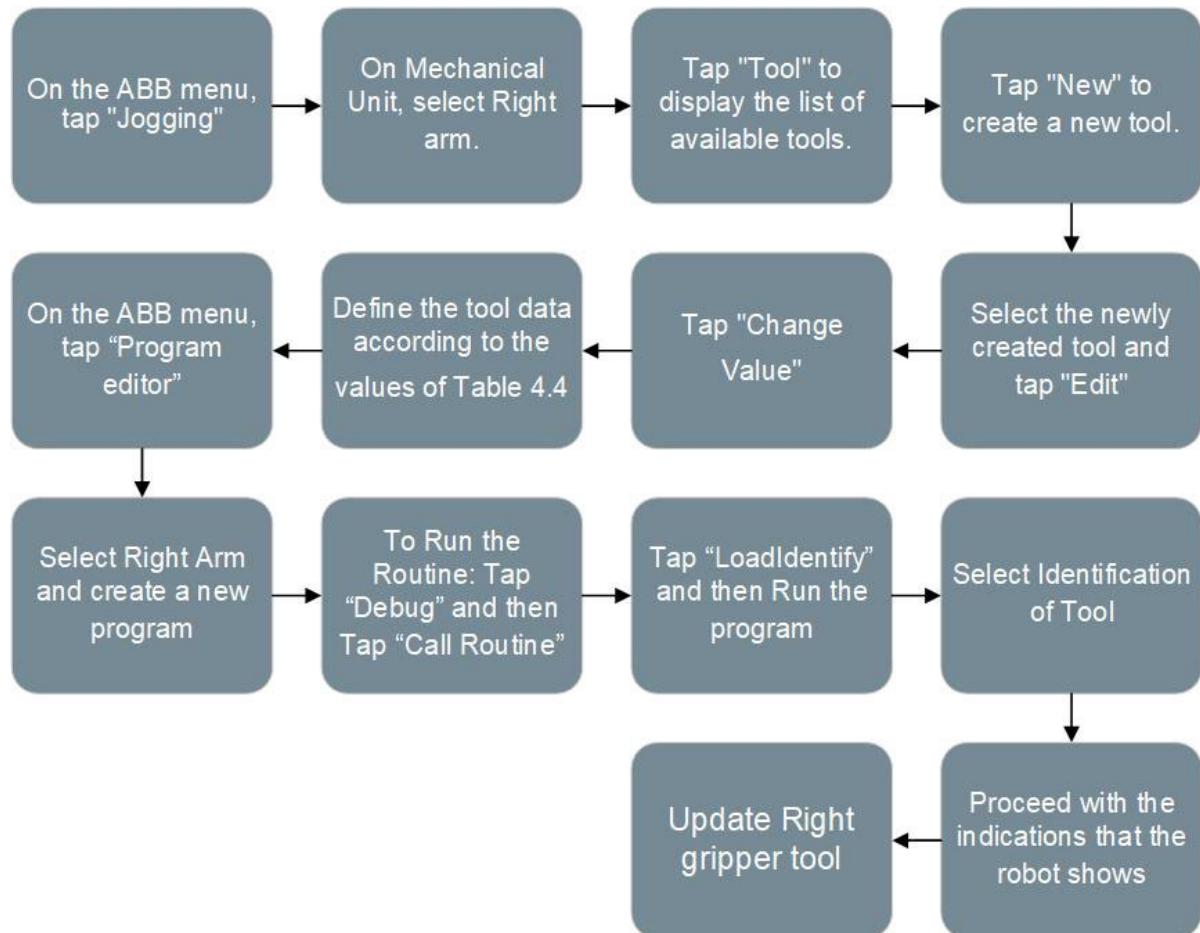 On the ABB menu,
tap "Jogging"
On Mechanical
Unit, select Right
arm.
Tap "Tool" to
display the list of
available tools.
Tap "New" to
create a new tool.
Select the newly
created tool and
tap "Edit"
Tap "Change
Value"
Define the tool data
according to the
values of Table 4.4
On the ABB menu,
tap “Program
editor”
Select Right Arm
and create a new
program
To Run the
Routine: Tap
“Debug” and then
Tap “Call Routine”
Tap “LoadIdentify”
and then Run the
program
Select Identification
of Tool
Proceed with the
indications that the
robot shows
Update Right
gripper tool